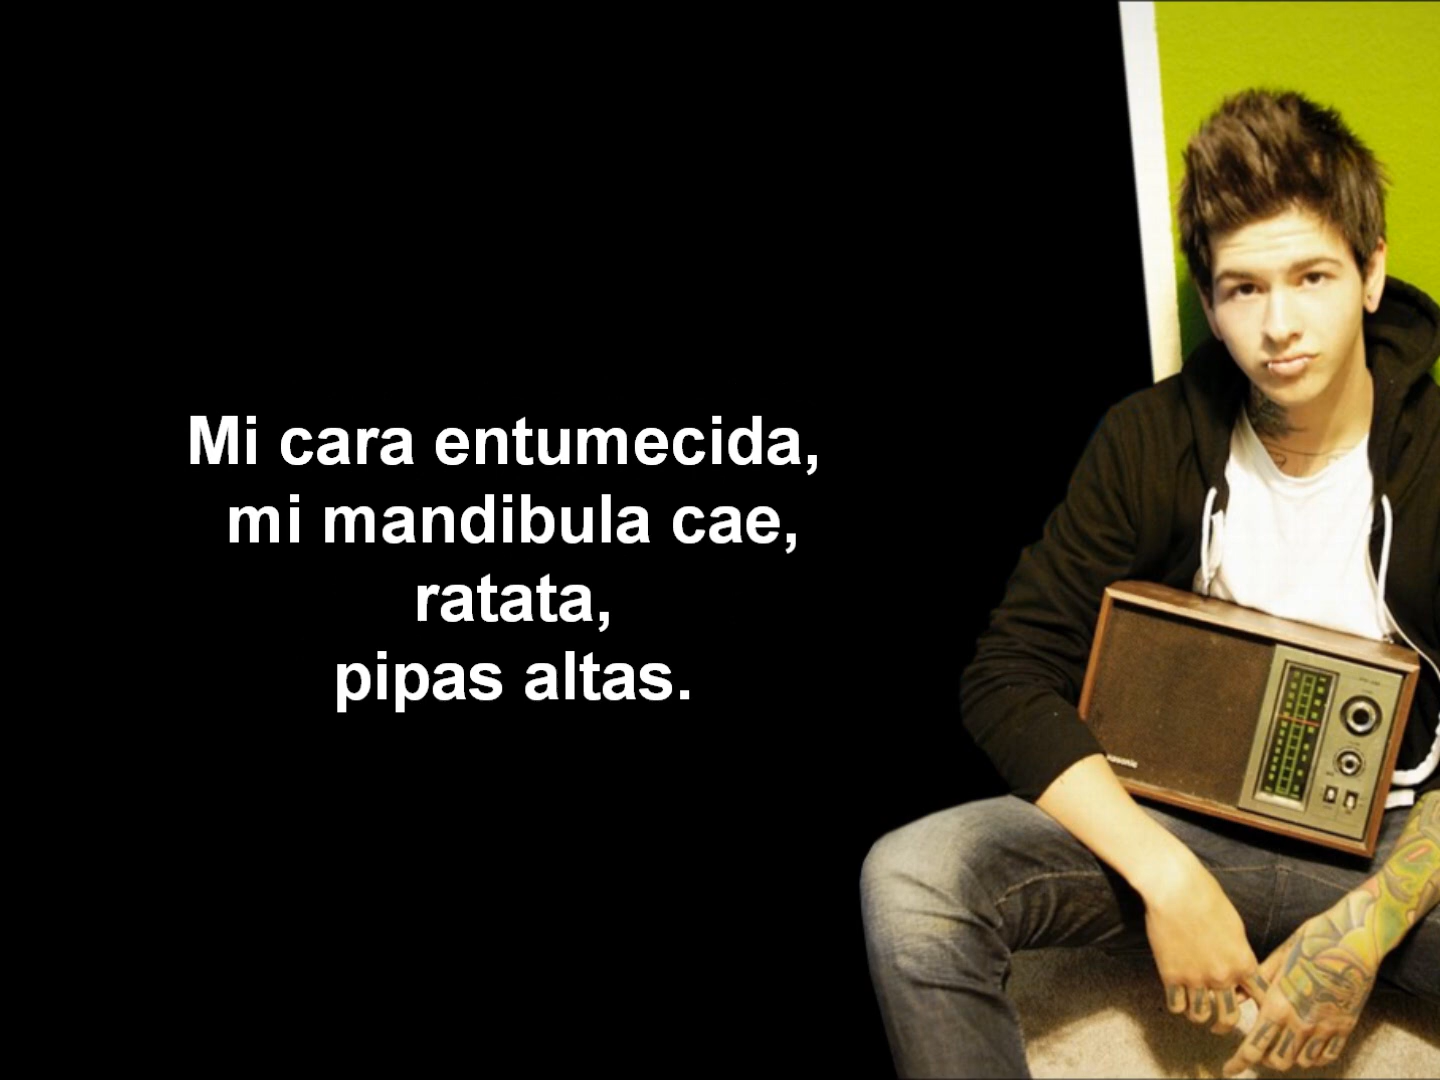 Mi cara entumecida,
mi mandibula cae,
ratata,
pipas altas.